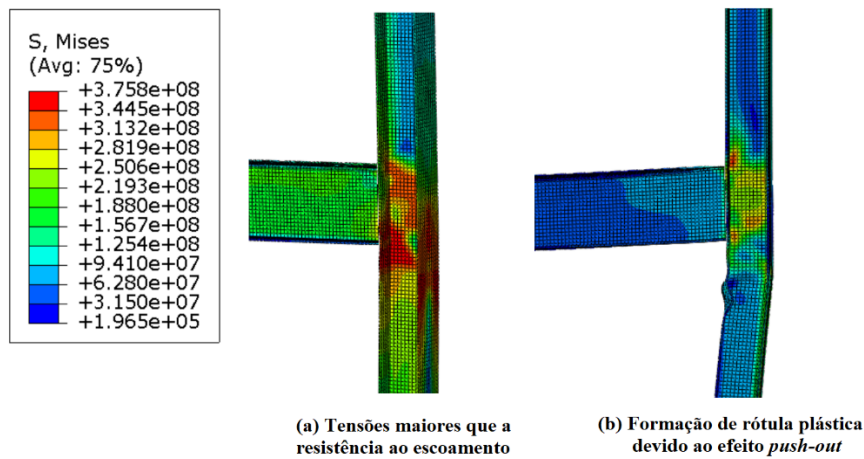 S, Mises
(Avg: 75%)
+3.758e+08
+3.445e+08
+3.132e+08
+2.819e+08
+2.506e+08
+2.193e+08
+1.880e+08
+1.567e+08
+1.254e+08
+9.410e+07
+6.280e+07
+3.150e+07
+1.965e+05
(a) Tensões maiores que a
resistência ao escoamento
(b) Formação de rótula plástica
devido ao efeito push-out